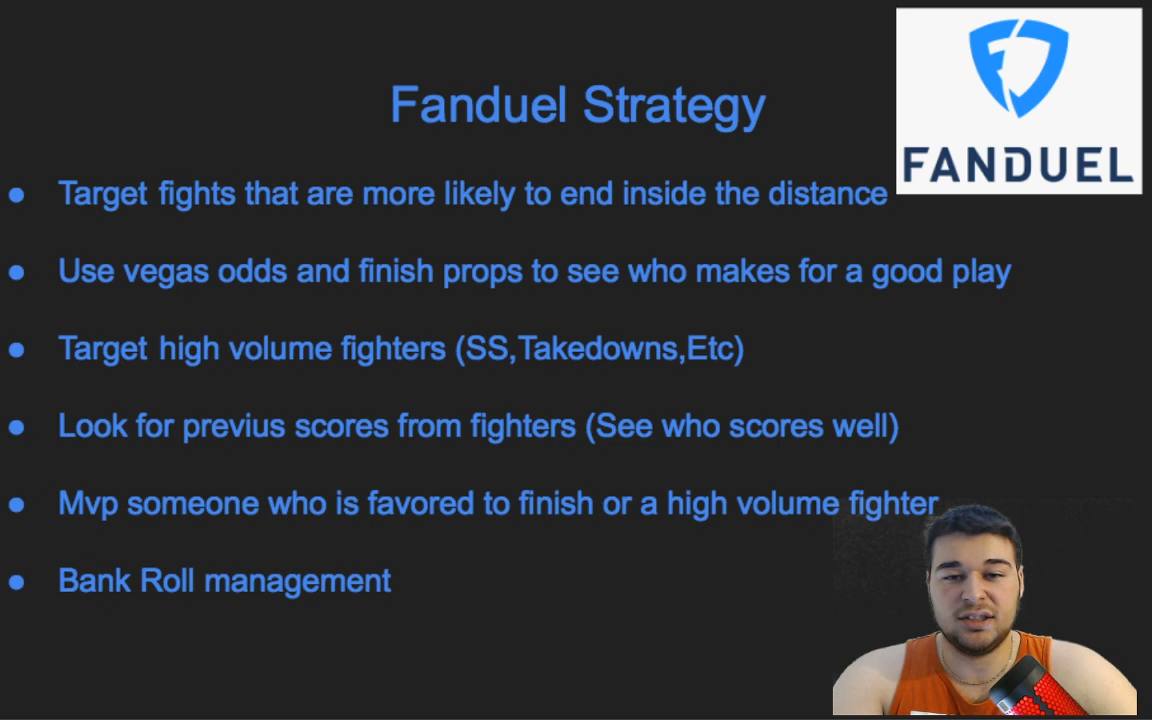 Fanduel Strategy
FANDUEL
● Target fights that are more likely to end inside the distance
● Use vegas odds and finish props to see who makes for a good play
● Target high volume fighters (SS,Takedowns,Etc)
● Look for previus scores from fighters (See who scores well)
● Mvp someone who is favored to finish or a high volume fighter
● Bank Roll management